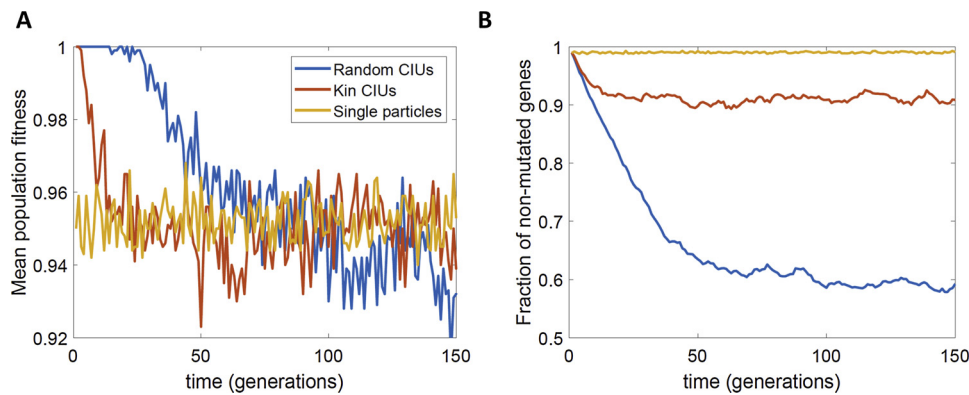 A
Mean population fitness
1
0.98
0.96
0.94
0.92
0
50
100
150
time (generations)
Random CIUs
Kin CIUs
Single particles
B
Fraction of non-mutated genes
1
0.9
0.8
0.7
0.6
0.5
0
50
100
150
time (generations)